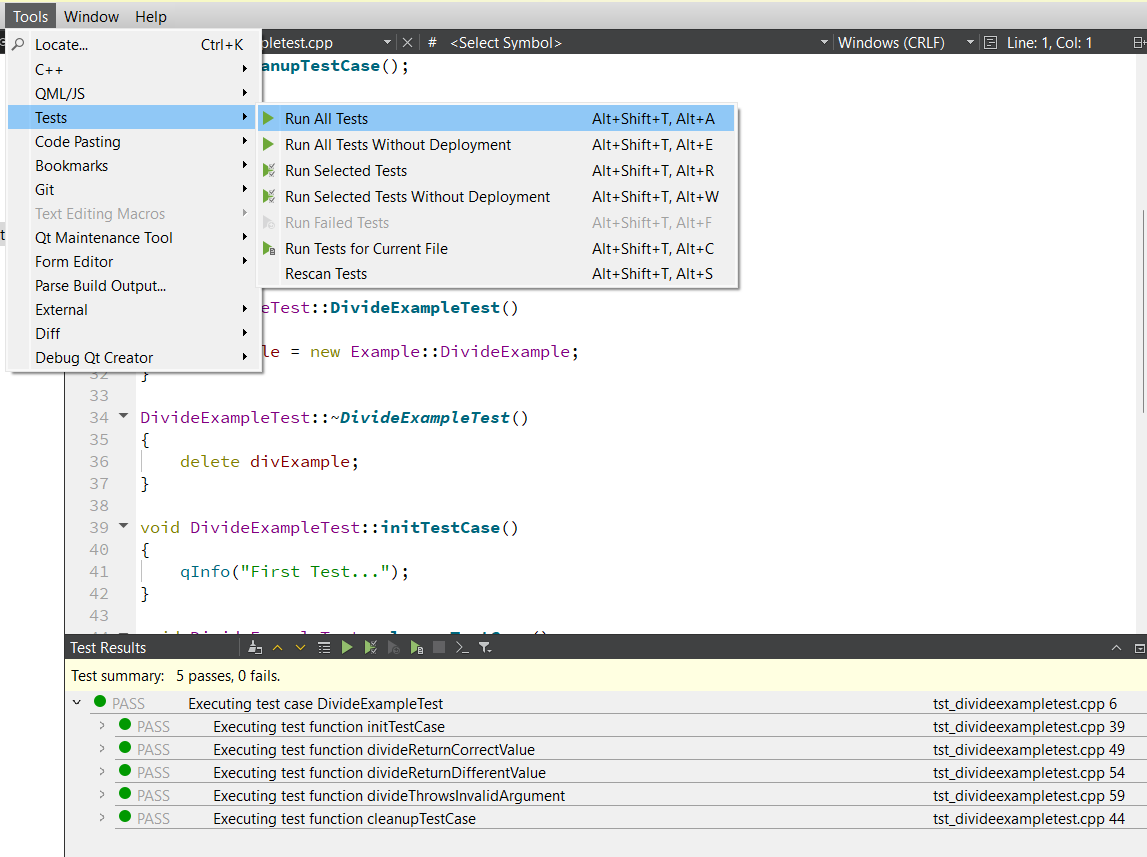 Tools Window Help
Locate... Ctrl+K
pletest.cpp # <Select Symbol> Windows (CRLF) Line: 1, Col: 1
anupTestCase();
C++
QML/JS
Tests
Code Pasting
Bookmarks
Git
Text Editing Macros
Qt Maintenance Tool
Form Editor
Parse Build Output...
External
Diff
Debug Qt Creator
Run All Tests Alt+Shift+T, Alt+A
Run All Tests Without Deployment Alt+Shift+T, Alt+E
Run Selected Tests Alt+Shift+T, Alt+R
Run Selected Tests Without Deployment Alt+Shift+T, Alt+W
Run Failed Tests Alt+Shift+T, Alt+F
Run Tests for Current File Alt+Shift+T, Alt+C
Rescan Tests Alt+Shift+T, Alt+S
eTest::DivideExampleTest()
le = new Example::DivideExample;
32 }
33
34 DivideExampleTest::~DivideExampleTest()
35 {
36 delete divExample;
37 }
38
39 void DivideExampleTest::initTestCase()
40 {
41 qInfo("First Test...");
42 }
43
Test Results
Test summary: 5 passes, 0 fails.
PASS Executing test case DivideExampleTest tst_divideexampletest.cpp 6
PASS Executing test function initTestCase tst_divideexampletest.cpp 39
PASS Executing test function divideReturnCorrectValue tst_divideexampletest.cpp 49
PASS Executing test function divideReturnDifferentValue tst_divideexampletest.cpp 54
PASS Executing test function divideThrowsInvalidArgument tst_divideexampletest.cpp 59
PASS Executing test function cleanupTestCase tst_divideexampletest.cpp 44